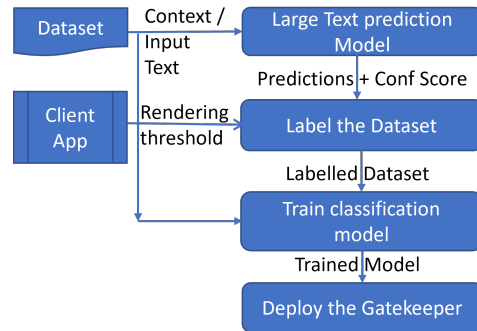 Dataset
Context /
Input
Text
Large Text prediction
Model
Predictions + Conf Score
Client
App
Rendering
threshold
Label the Dataset
Labelled Dataset
Train classification
model
Trained Model
Deploy the Gatekeeper